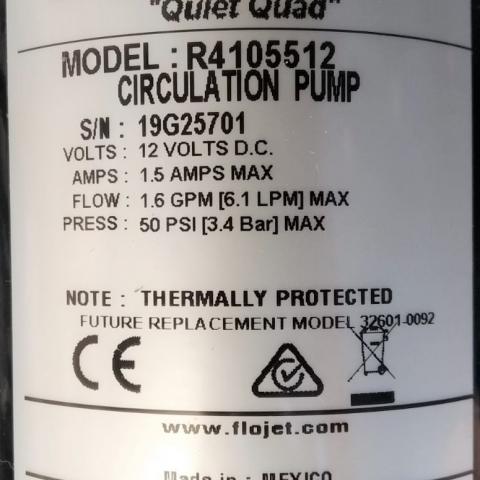 "Quiet Quad"
MODEL : R4105512
CIRCULATION PUMP
S/N : 19G25701
VOLTS : 12 VOLTS D.C.
AMPS : 1.5 AMPS MAX
FLOW : 1.6 GPM [6.1 LPM] MAX
PRESS : 50 PSI [3.4 Bar] MAX
NOTE : THERMALLY PROTECTED
FUTURE REPLACEMENT MODEL 32601-0092
CE
www.flojet.com
Made in : MEXICO